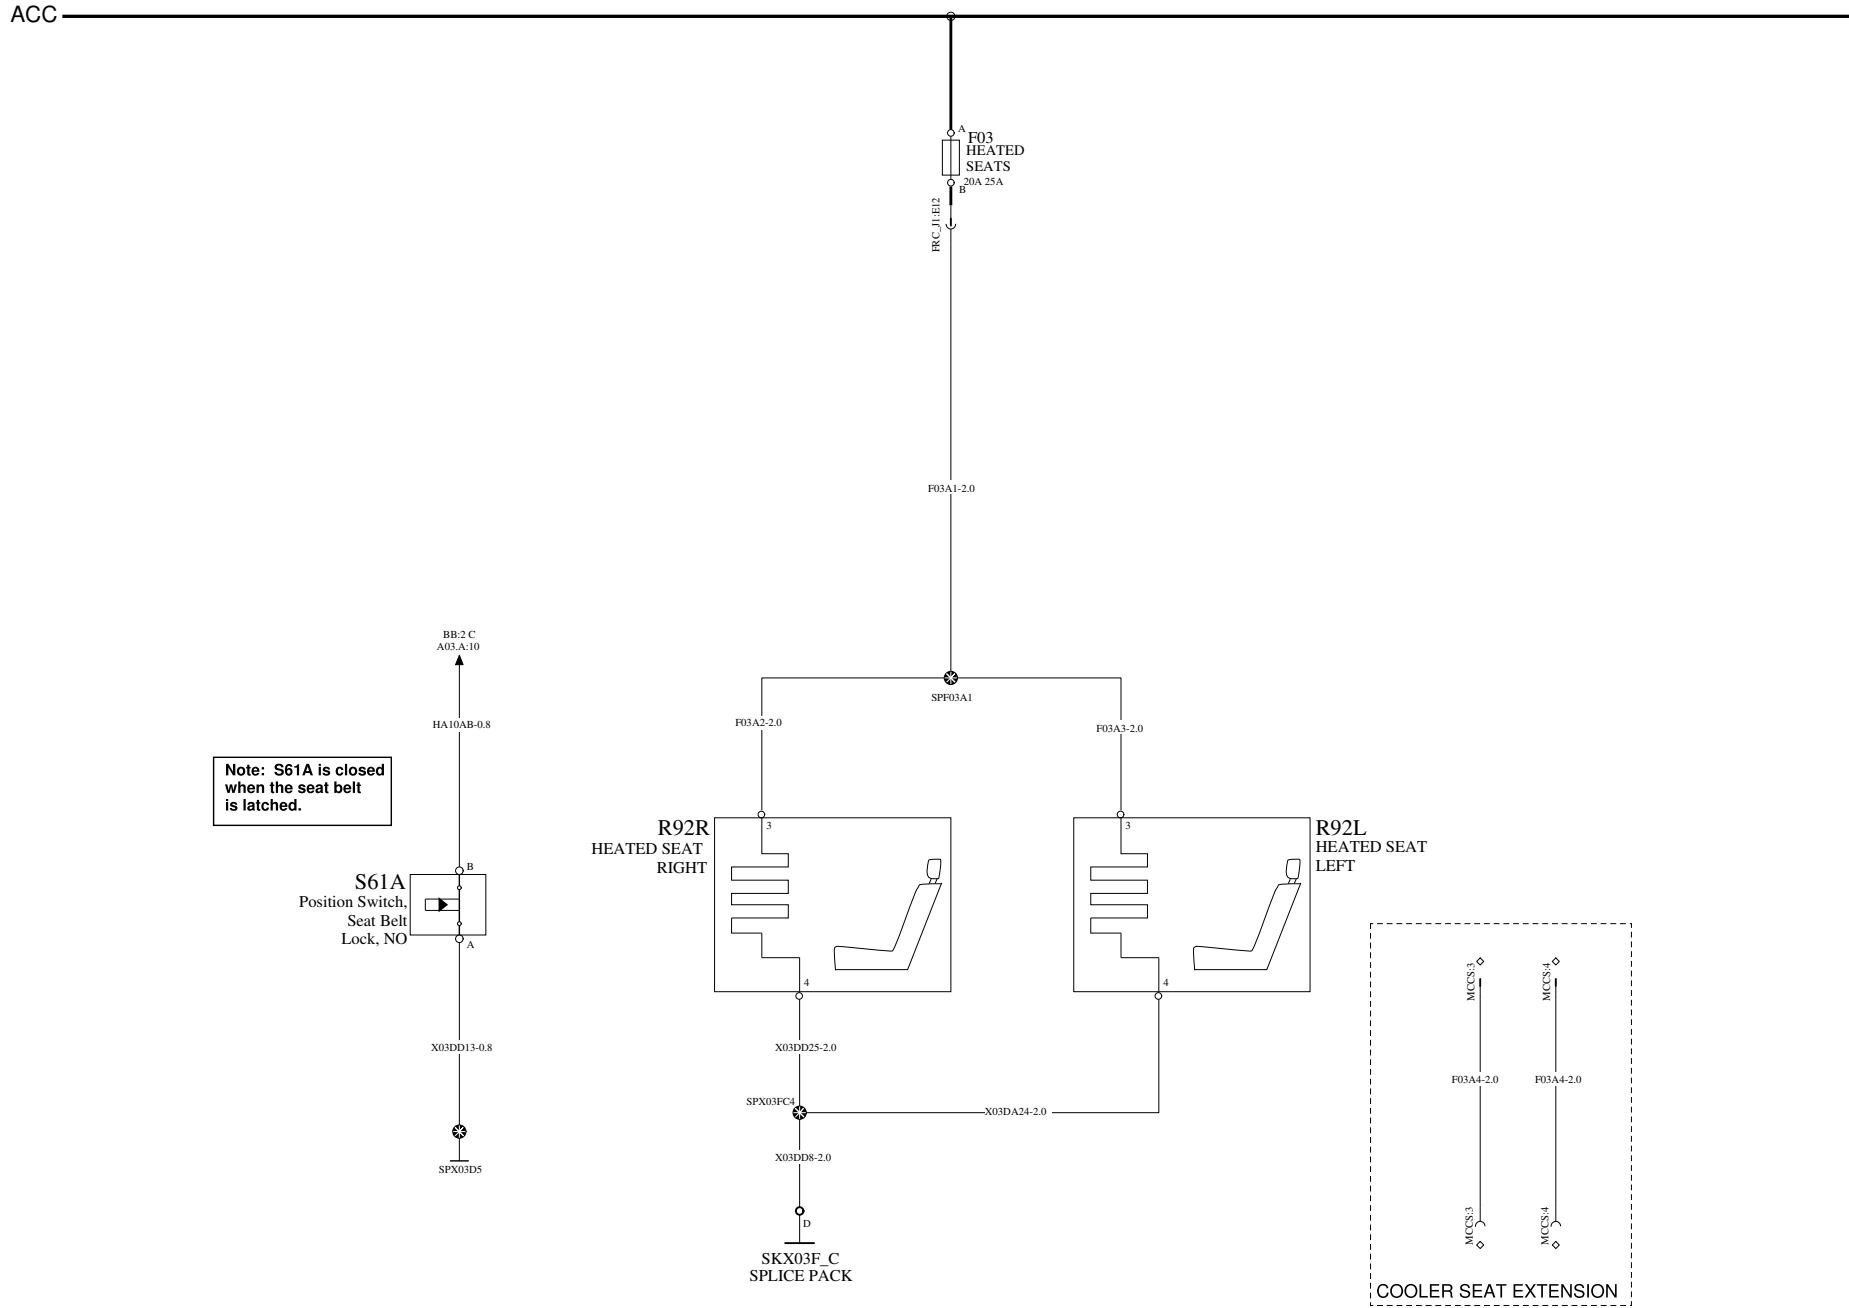 ACC
A
F03
HEATED
SEATS
20A 25A
B
FRC_J1:E12
F03A1-2.0
BB:2 C
A03.A:10
SPF03A1
HA10AB-0.8
F03A2-2.0
F03A3-2.0
Note: S61A is closed
when the seat belt
is latched.
R92R
HEATED SEAT
RIGHT
3
3
R92L
HEATED SEAT
LEFT
B
S61A
Position Switch,
Seat Belt
Lock, NO
A
4
4
MCCS:3
MCCS:4
X03DD13-0.8
X03DD25-2.0
F03A4-2.0
F03A4-2.0
SPX03FC4
X03DA24-2.0
X03DD8-2.0
SPX03D5
D
MCCS:3
MCCS:4
SKX03F_C
SPLICE PACK
COOLER SEAT EXTENSION